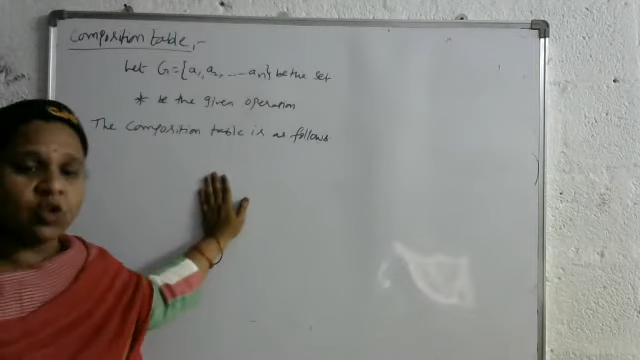 Composition table:-
Let G = {a₁, a₂, ---- aₙ} be the set
* be the given operation
The Composition table is as follows